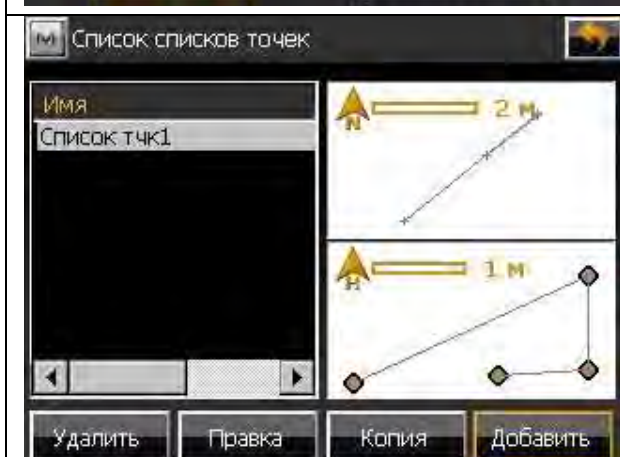 Список списков точек
Имя
Список тчк1
N
2 м
H
1 м
Удалить
Правка
Копия
Добавить